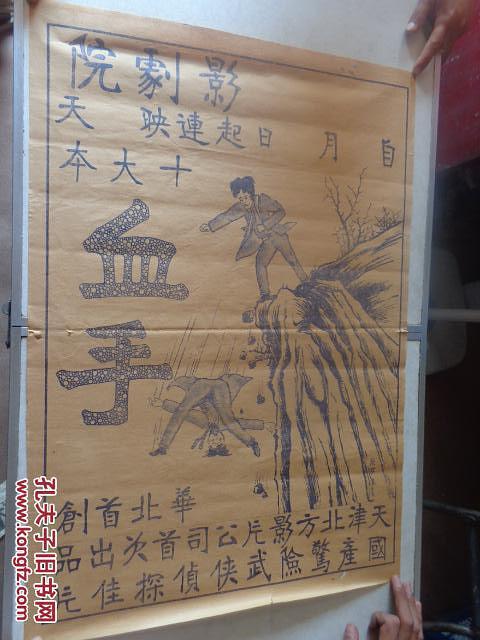 影劇院
自 月 日起連映 天
十大本
血手
華北首創
天津北方影片公司首次出品
國產驚險武侠偵探佳片
孔夫子旧书网
www.kongfz.com